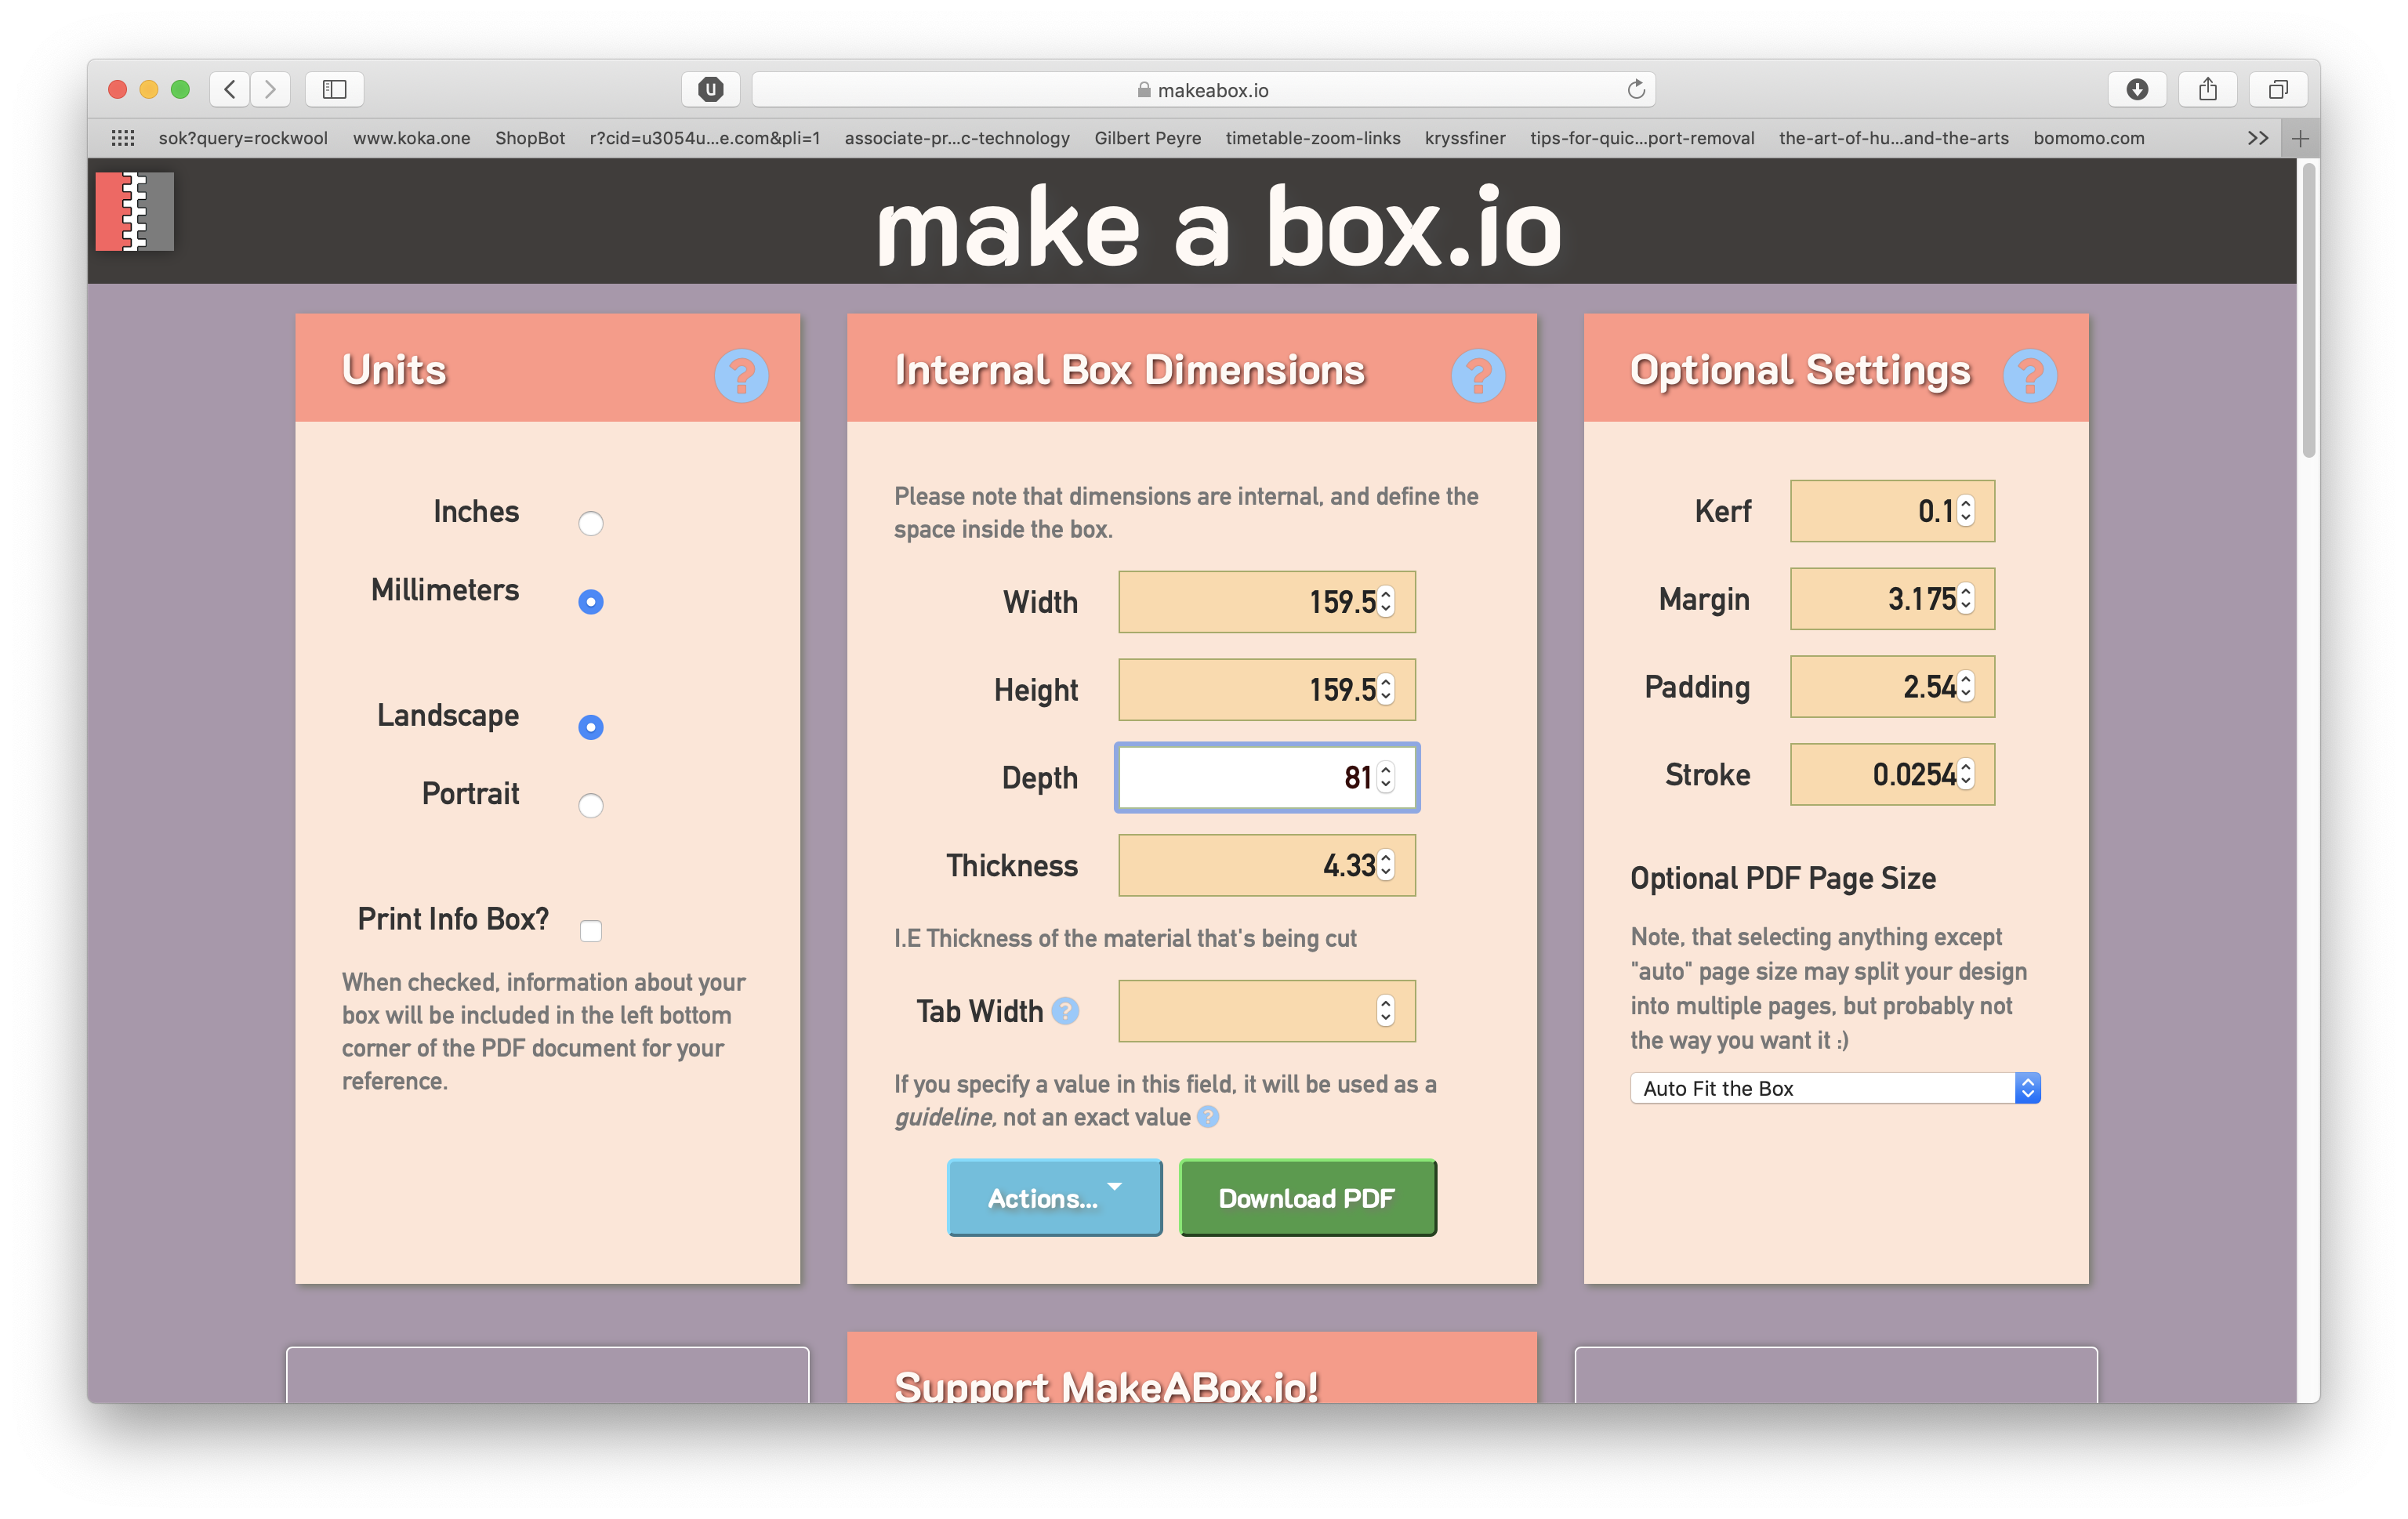 U
makeabox.io
sok?query=rockwool www.koka.one ShopBot r?cid=u3054u...e.com&pli=1 associate-pr...c-technology Gilbert Peyre timetable-zoom-links kryssfiner tips-for-quic...port-removal the-art-of-hu...and-the-arts bomomo.com >> +
make a box.io
Units ?
Inches
Millimeters
Landscape
Portrait
Print Info Box?
When checked, information about your
box will be included in the left bottom
corner of the PDF document for your
reference.
Internal Box Dimensions ?
Please note that dimensions are internal, and define the
space inside the box.
Width 159.5
Height 159.5
Depth 81
Thickness 4.33
I.E Thickness of the material that's being cut
Tab Width ?
If you specify a value in this field, it will be used as a
guideline, not an exact value ?
Actions... Download PDF
Optional Settings ?
Kerf 0.1
Margin 3.175
Padding 2.54
Stroke 0.0254
Optional PDF Page Size
Note, that selecting anything except
"auto" page size may split your design
into multiple pages, but probably not
the way you want it :)
Auto Fit the Box
Support MakeABox.io!